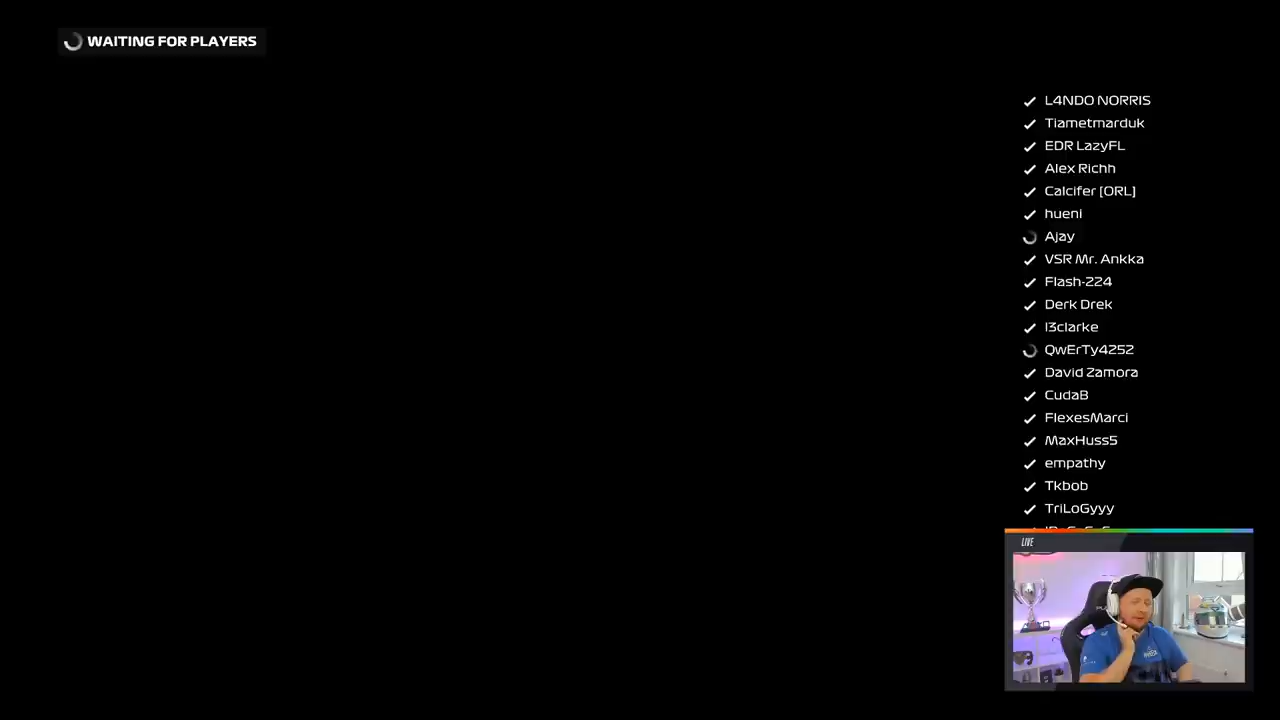 WAITING FOR PLAYERS
L4NDO NORRIS
Tiametmarduk
EDR LazyFL
Alex Richh
Calcifer [ORL]
hueni
Ajay
VSR Mr. Ankka
Flash-224
Derk Drek
l3clarke
QwErTy4252
David Zamora
CudaB
FlexesMarci
MaxHuss5
empathy
Tkbob
TriLoGyyy
LIVE